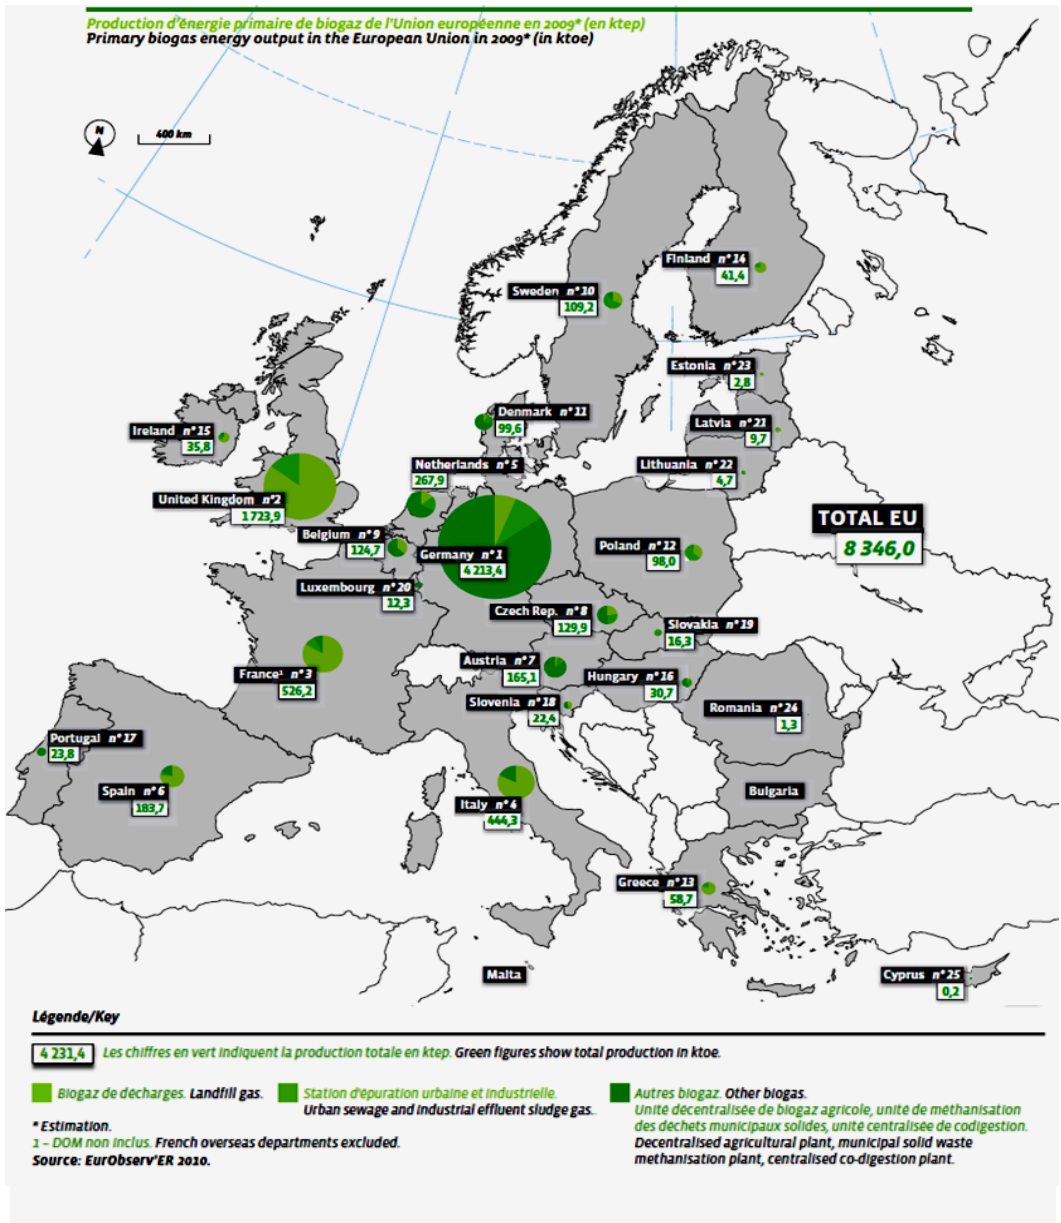 Production d'énergie primaire de biogaz de l'Union européenne en 2009* (en ktep)
Primary biogas energy output in the European Union in 2009* (in ktoe)
N
400 km
Finland n°14
41,4
Sweden n°10
109,2
Estonia n°23
2,8
Denmark n°11
99,6
Latvia n°21
9,7
Ireland n°15
35,8
Netherlands n°5
267,9
Lithuania n°22
4,7
United Kingdom n°2
1 723,9
TOTAL EU
8 346,0
Belgium n°9
124,7
Germany n°1
4 213,4
Poland n°12
98,0
Luxembourg n°20
12,3
Czech Rep. n°8
129,9
Slovakia n°19
16,3
France¹ n°3
526,2
Austria n°7
165,1
Hungary n°16
30,7
Slovenia n°18
22,4
Romania n°24
1,3
Portugal n°17
23,8
Spain n°6
183,7
Italy n°4
444,3
Bulgaria
Greece n°13
58,7
Malta
Cyprus n°25
0,2
Légende/Key
4 231,4 Les chiffres en vert indiquent la production totale en ktep. Green figures show total production in ktoe.
Biogaz de décharges. Landfill gas.
Station d'épuration urbaine et industrielle.
Urban sewage and industrial effluent sludge gas.
Autres biogaz. Other biogas.
Unité décentralisée de biogaz agricole, unité de méthanisation
des déchets municipaux solides, unité centralisée de codigestion.
Decentralised agricultural plant, municipal solid waste
methanisation plant, centralised co-digestion plant.
* Estimation.
1 – DOM non inclus. French overseas departments excluded.
Source: EurObserv'ER 2010.